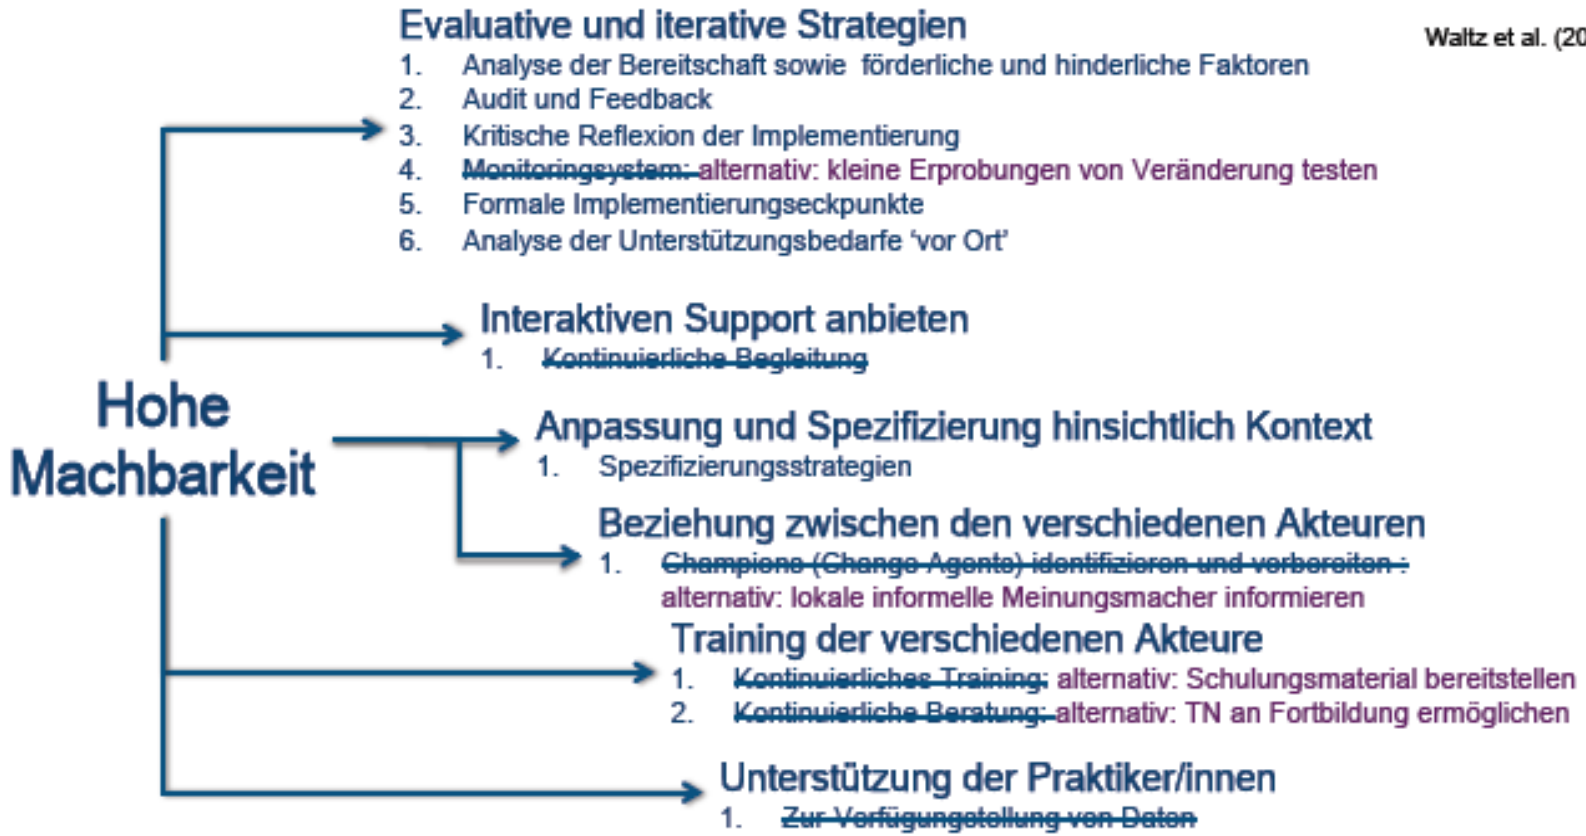 Evaluative und iterative Strategien
Waltz et al. (20
1. Analyse der Bereitschaft sowie förderliche und hinderliche Faktoren
2. Audit und Feedback
3. Kritische Reflexion der Implementierung
4. Monitoringsystem: alternativ: kleine Erprobungen von Veränderung testen
5. Formale Implementierungseckpunkte
6. Analyse der Unterstützungsbedarfe ‘vor Ort’
Interaktiven Support anbieten
1. Kontinuierliche Begleitung
Hohe
Machbarkeit
Anpassung und Spezifizierung hinsichtlich Kontext
1. Spezifizierungsstrategien
Beziehung zwischen den verschiedenen Akteuren
1. Champions (Change Agents) identifizieren und vorbereiten :
alternativ: lokale informelle Meinungsmacher informieren
Training der verschiedenen Akteure
1. Kontinuierliches Training: alternativ: Schulungsmaterial bereitstellen
2. Kontinuierliche Beratung: alternativ: TN an Fortbildung ermöglichen
Unterstützung der Praktiker/innen
1. Zur Verfügungstellung von Daten